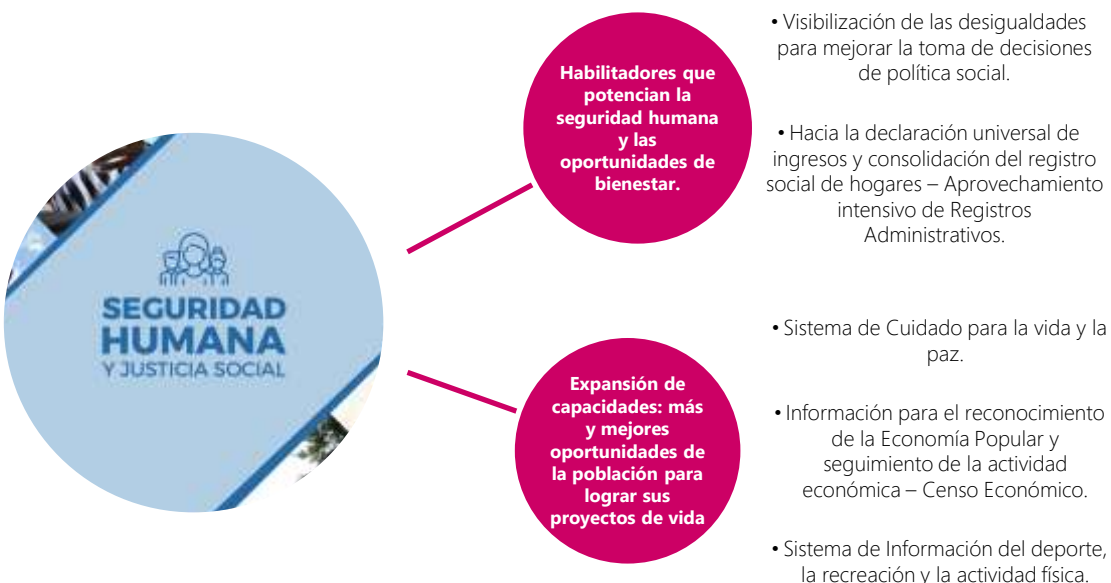 SEGURIDAD
HUMANA
Y JUSTICIA SOCIAL
Habilitadores que
potencian la
seguridad humana
y las
oportunidades de
bienestar.
• Visibilización de las desigualdades
para mejorar la toma de decisiones
de política social.
• Hacia la declaración universal de
ingresos y consolidación del registro
social de hogares – Aprovechamiento
intensivo de Registros
Administrativos.
Expansión de
capacidades: más
y mejores
oportunidades de
la población para
lograr sus
proyectos de vida
• Sistema de Cuidado para la vida y la
paz.
• Información para el reconocimiento
de la Economía Popular y
seguimiento de la actividad
económica – Censo Económico.
• Sistema de Información del deporte,
la recreación y la actividad física.